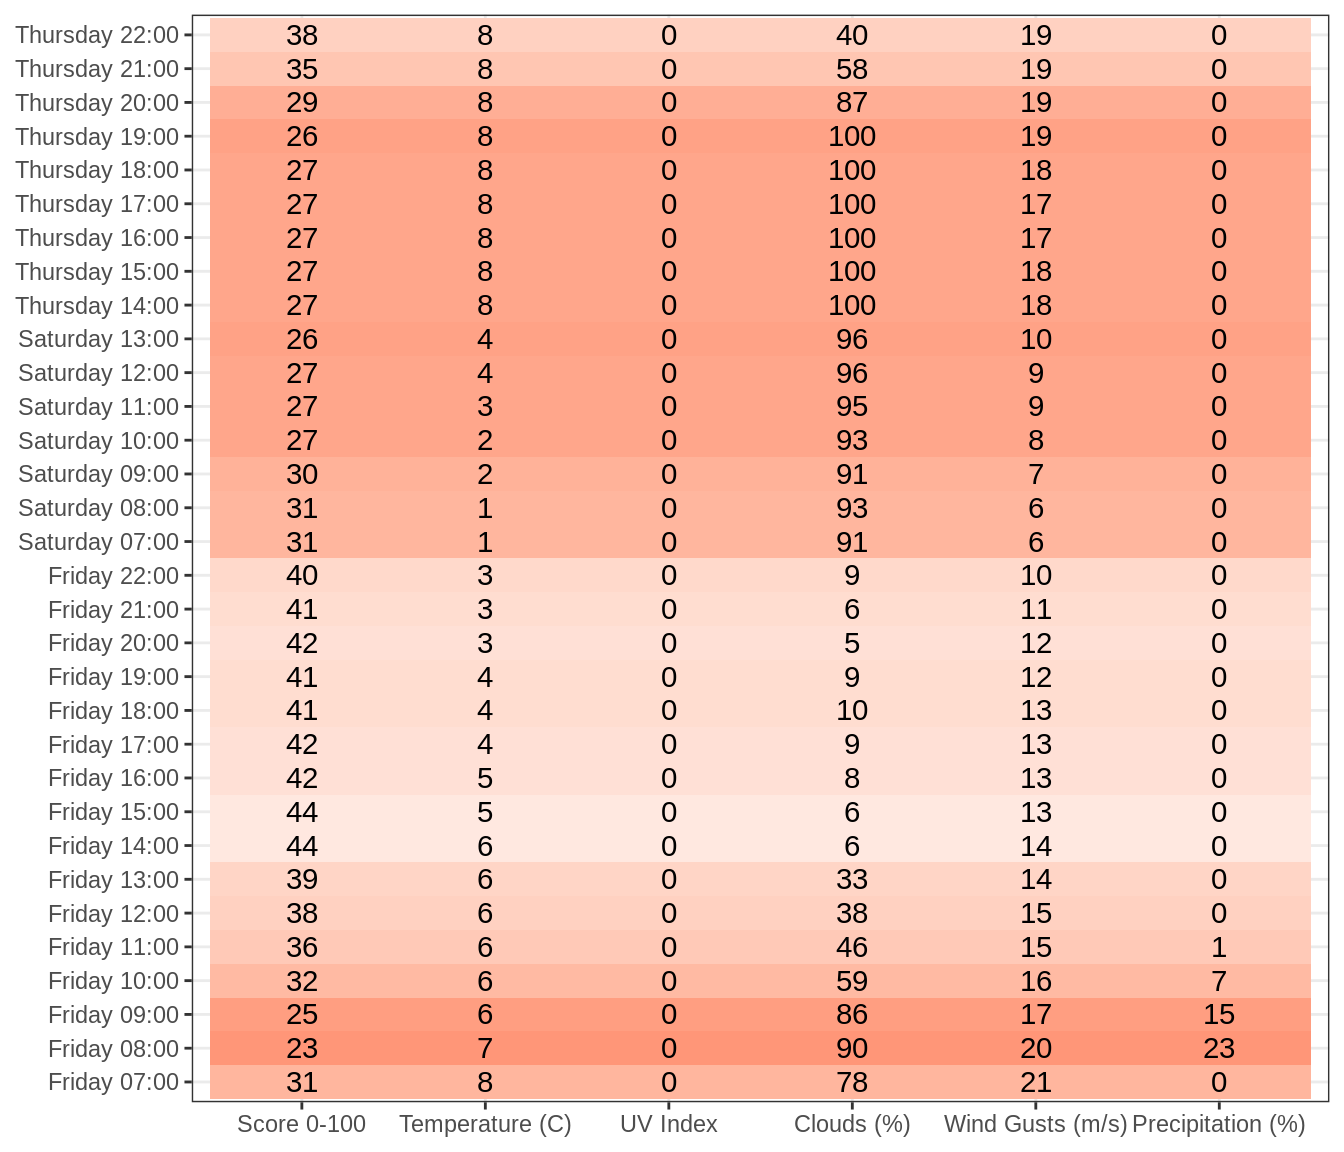 Thursday 22:00 38 8 0 40 19 0
Thursday 21:00 35 8 0 58 19 0
Thursday 20:00 29 8 0 87 19 0
Thursday 19:00 26 8 0 100 19 0
Thursday 18:00 27 8 0 100 18 0
Thursday 17:00 27 8 0 100 17 0
Thursday 16:00 27 8 0 100 17 0
Thursday 15:00 27 8 0 100 18 0
Thursday 14:00 27 8 0 100 18 0
Saturday 13:00 26 4 0 96 10 0
Saturday 12:00 27 4 0 96 9 0
Saturday 11:00 27 3 0 95 9 0
Saturday 10:00 27 2 0 93 8 0
Saturday 09:00 30 2 0 91 7 0
Saturday 08:00 31 1 0 93 6 0
Saturday 07:00 31 1 0 91 6 0
Friday 22:00 40 3 0 9 10 0
Friday 21:00 41 3 0 6 11 0
Friday 20:00 42 3 0 5 12 0
Friday 19:00 41 4 0 9 12 0
Friday 18:00 41 4 0 10 13 0
Friday 17:00 42 4 0 9 13 0
Friday 16:00 42 5 0 8 13 0
Friday 15:00 44 5 0 6 13 0
Friday 14:00 44 6 0 6 14 0
Friday 13:00 39 6 0 33 14 0
Friday 12:00 38 6 0 38 15 0
Friday 11:00 36 6 0 46 15 1
Friday 10:00 32 6 0 59 16 7
Friday 09:00 25 6 0 86 17 15
Friday 08:00 23 7 0 90 20 23
Friday 07:00 31 8 0 78 21 0
Score 0-100 Temperature (C) UV Index Clouds (%) Wind Gusts (m/s) Precipitation (%)